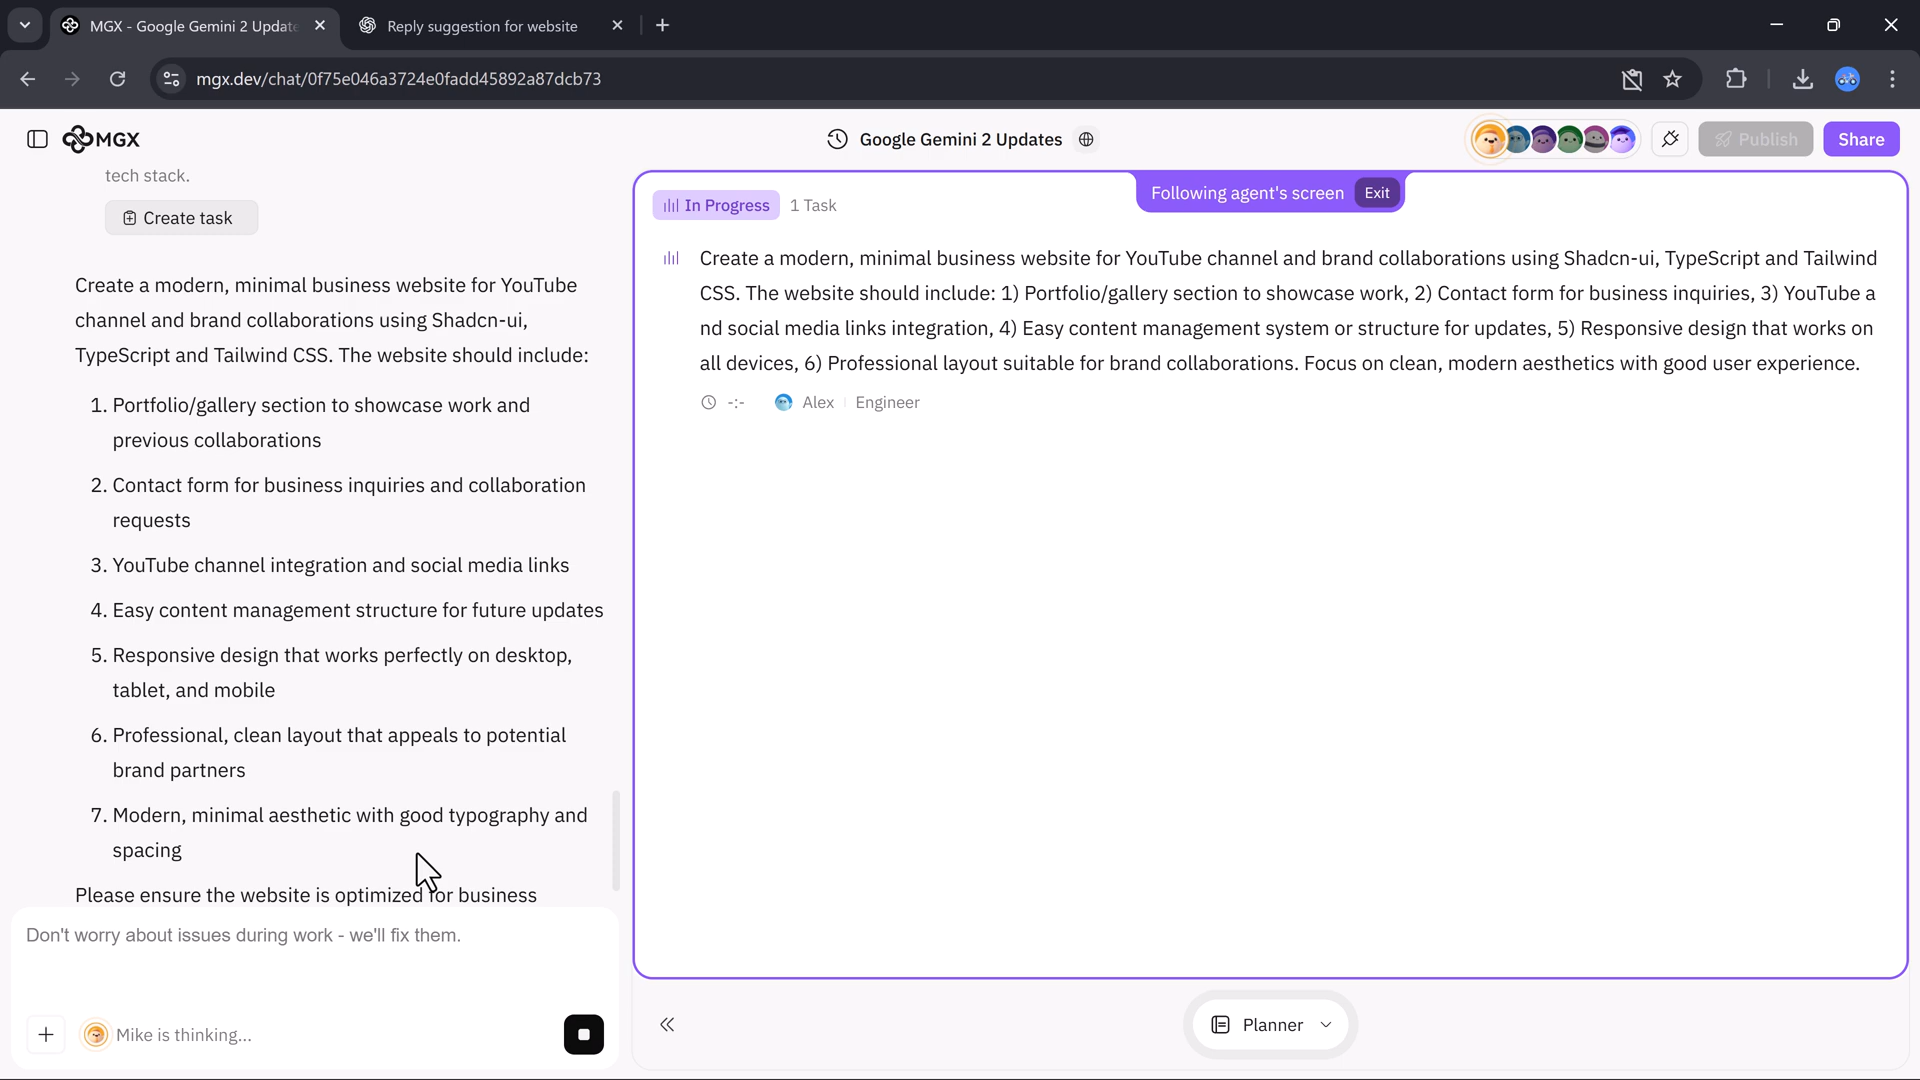 MGX - Google Gemini 2 Update
Reply suggestion for website
mgx.dev/chat/0f75e046a3724e0fadd45892a87dcb73
MGX
Google Gemini 2 Updates
Publish
Share
tech stack.
Create task
Create a modern, minimal business website for YouTube
channel and brand collaborations using Shadcn-ui,
TypeScript and Tailwind CSS. The website should include:
1. Portfolio/gallery section to showcase work and
previous collaborations
2. Contact form for business inquiries and collaboration
requests
3. YouTube channel integration and social media links
4. Easy content management structure for future updates
5. Responsive design that works perfectly on desktop,
tablet, and mobile
6. Professional, clean layout that appeals to potential
brand partners
7. Modern, minimal aesthetic with good typography and
spacing
Please ensure the website is optimized for business
Don't worry about issues during work - we'll fix them.
Mike is thinking...
Following agent's screen Exit
In Progress 1 Task
Create a modern, minimal business website for YouTube channel and brand collaborations using Shadcn-ui, TypeScript and Tailwind
CSS. The website should include: 1) Portfolio/gallery section to showcase work, 2) Contact form for business inquiries, 3) YouTube a
nd social media links integration, 4) Easy content management system or structure for updates, 5) Responsive design that works on
all devices, 6) Professional layout suitable for brand collaborations. Focus on clean, modern aesthetics with good user experience.
-:- Alex Engineer
Planner